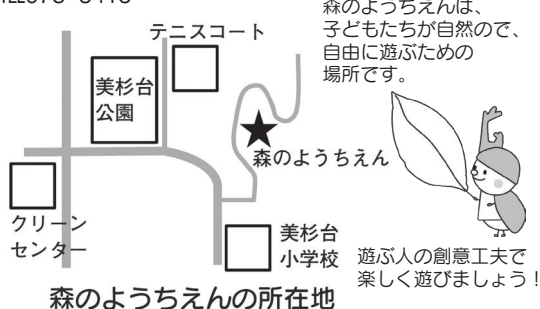 森のようちえんは、
子どもたちが自然ので、
自由に遊ぶための
場所です。
テニスコート
美杉台
公園
森のようちえん
クリーン
センター
美杉台
小学校
遊ぶ人の創意工夫で
楽しく遊びましょう！
森のようちえんの所在地